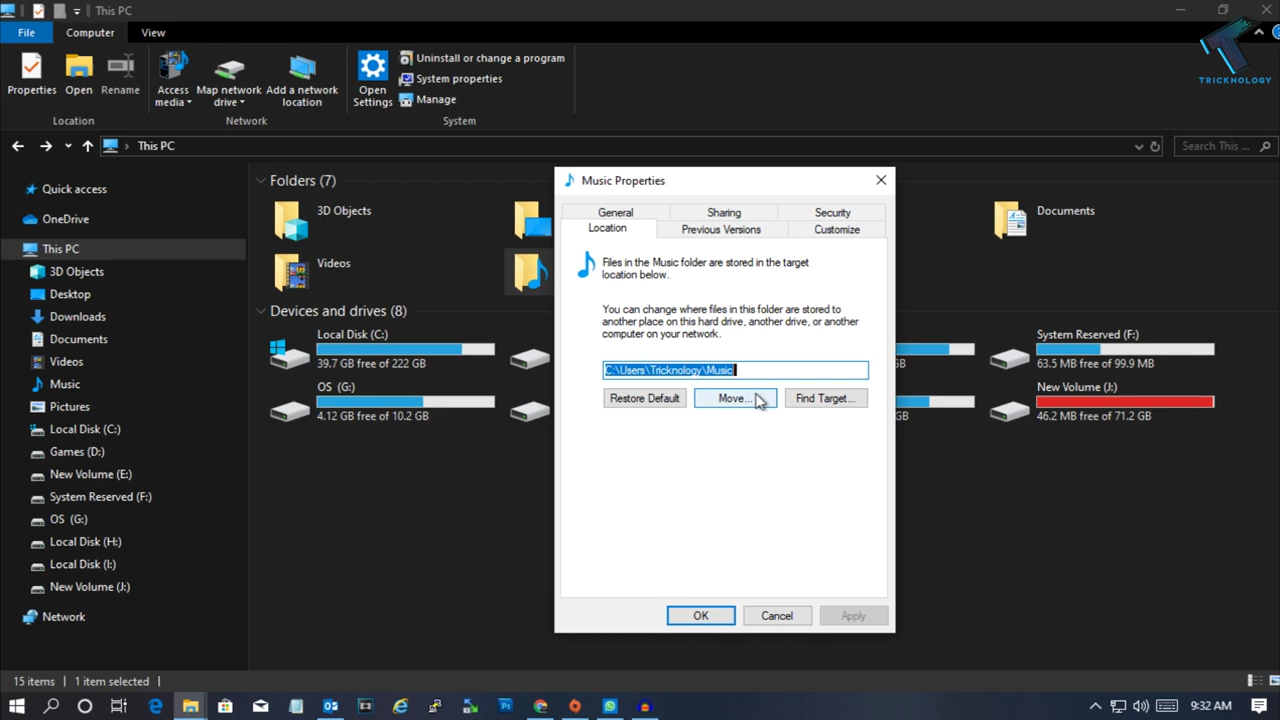 This PC
File
Computer
View
TRICKNOLOGY
Properties
Open
Rename
Access media
Map network drive
Add a network location
Open Settings
Uninstall or change a program
System properties
Manage
Location
Network
System
This PC
Search This ...
Quick access
OneDrive
This PC
3D Objects
Desktop
Downloads
Documents
Videos
Music
Pictures
Local Disk (C:)
Games (D:)
New Volume (E:)
System Reserved (F:)
OS (G:)
Local Disk (H:)
Local Disk (I:)
New Volume (J:)
Network
Folders (7)
3D Objects
Documents
Videos
Devices and drives (8)
Local Disk (C:)
39.7 GB free of 222 GB
System Reserved (F:)
63.5 MB free of 99.9 MB
OS (G:)
4.12 GB free of 10.2 GB
New Volume (J:)
46.2 MB free of 71.2 GB
Music Properties
General
Sharing
Security
Location
Previous Versions
Customize
Files in the Music folder are stored in the target
location below.
You can change where files in this folder are stored to
another place on this hard drive, another drive, or another
computer on your network.
C:\Users\Tricknology\Music
Restore Default
Move...
Find Target...
OK
Cancel
Apply
15 items
1 item selected
9:32 AM